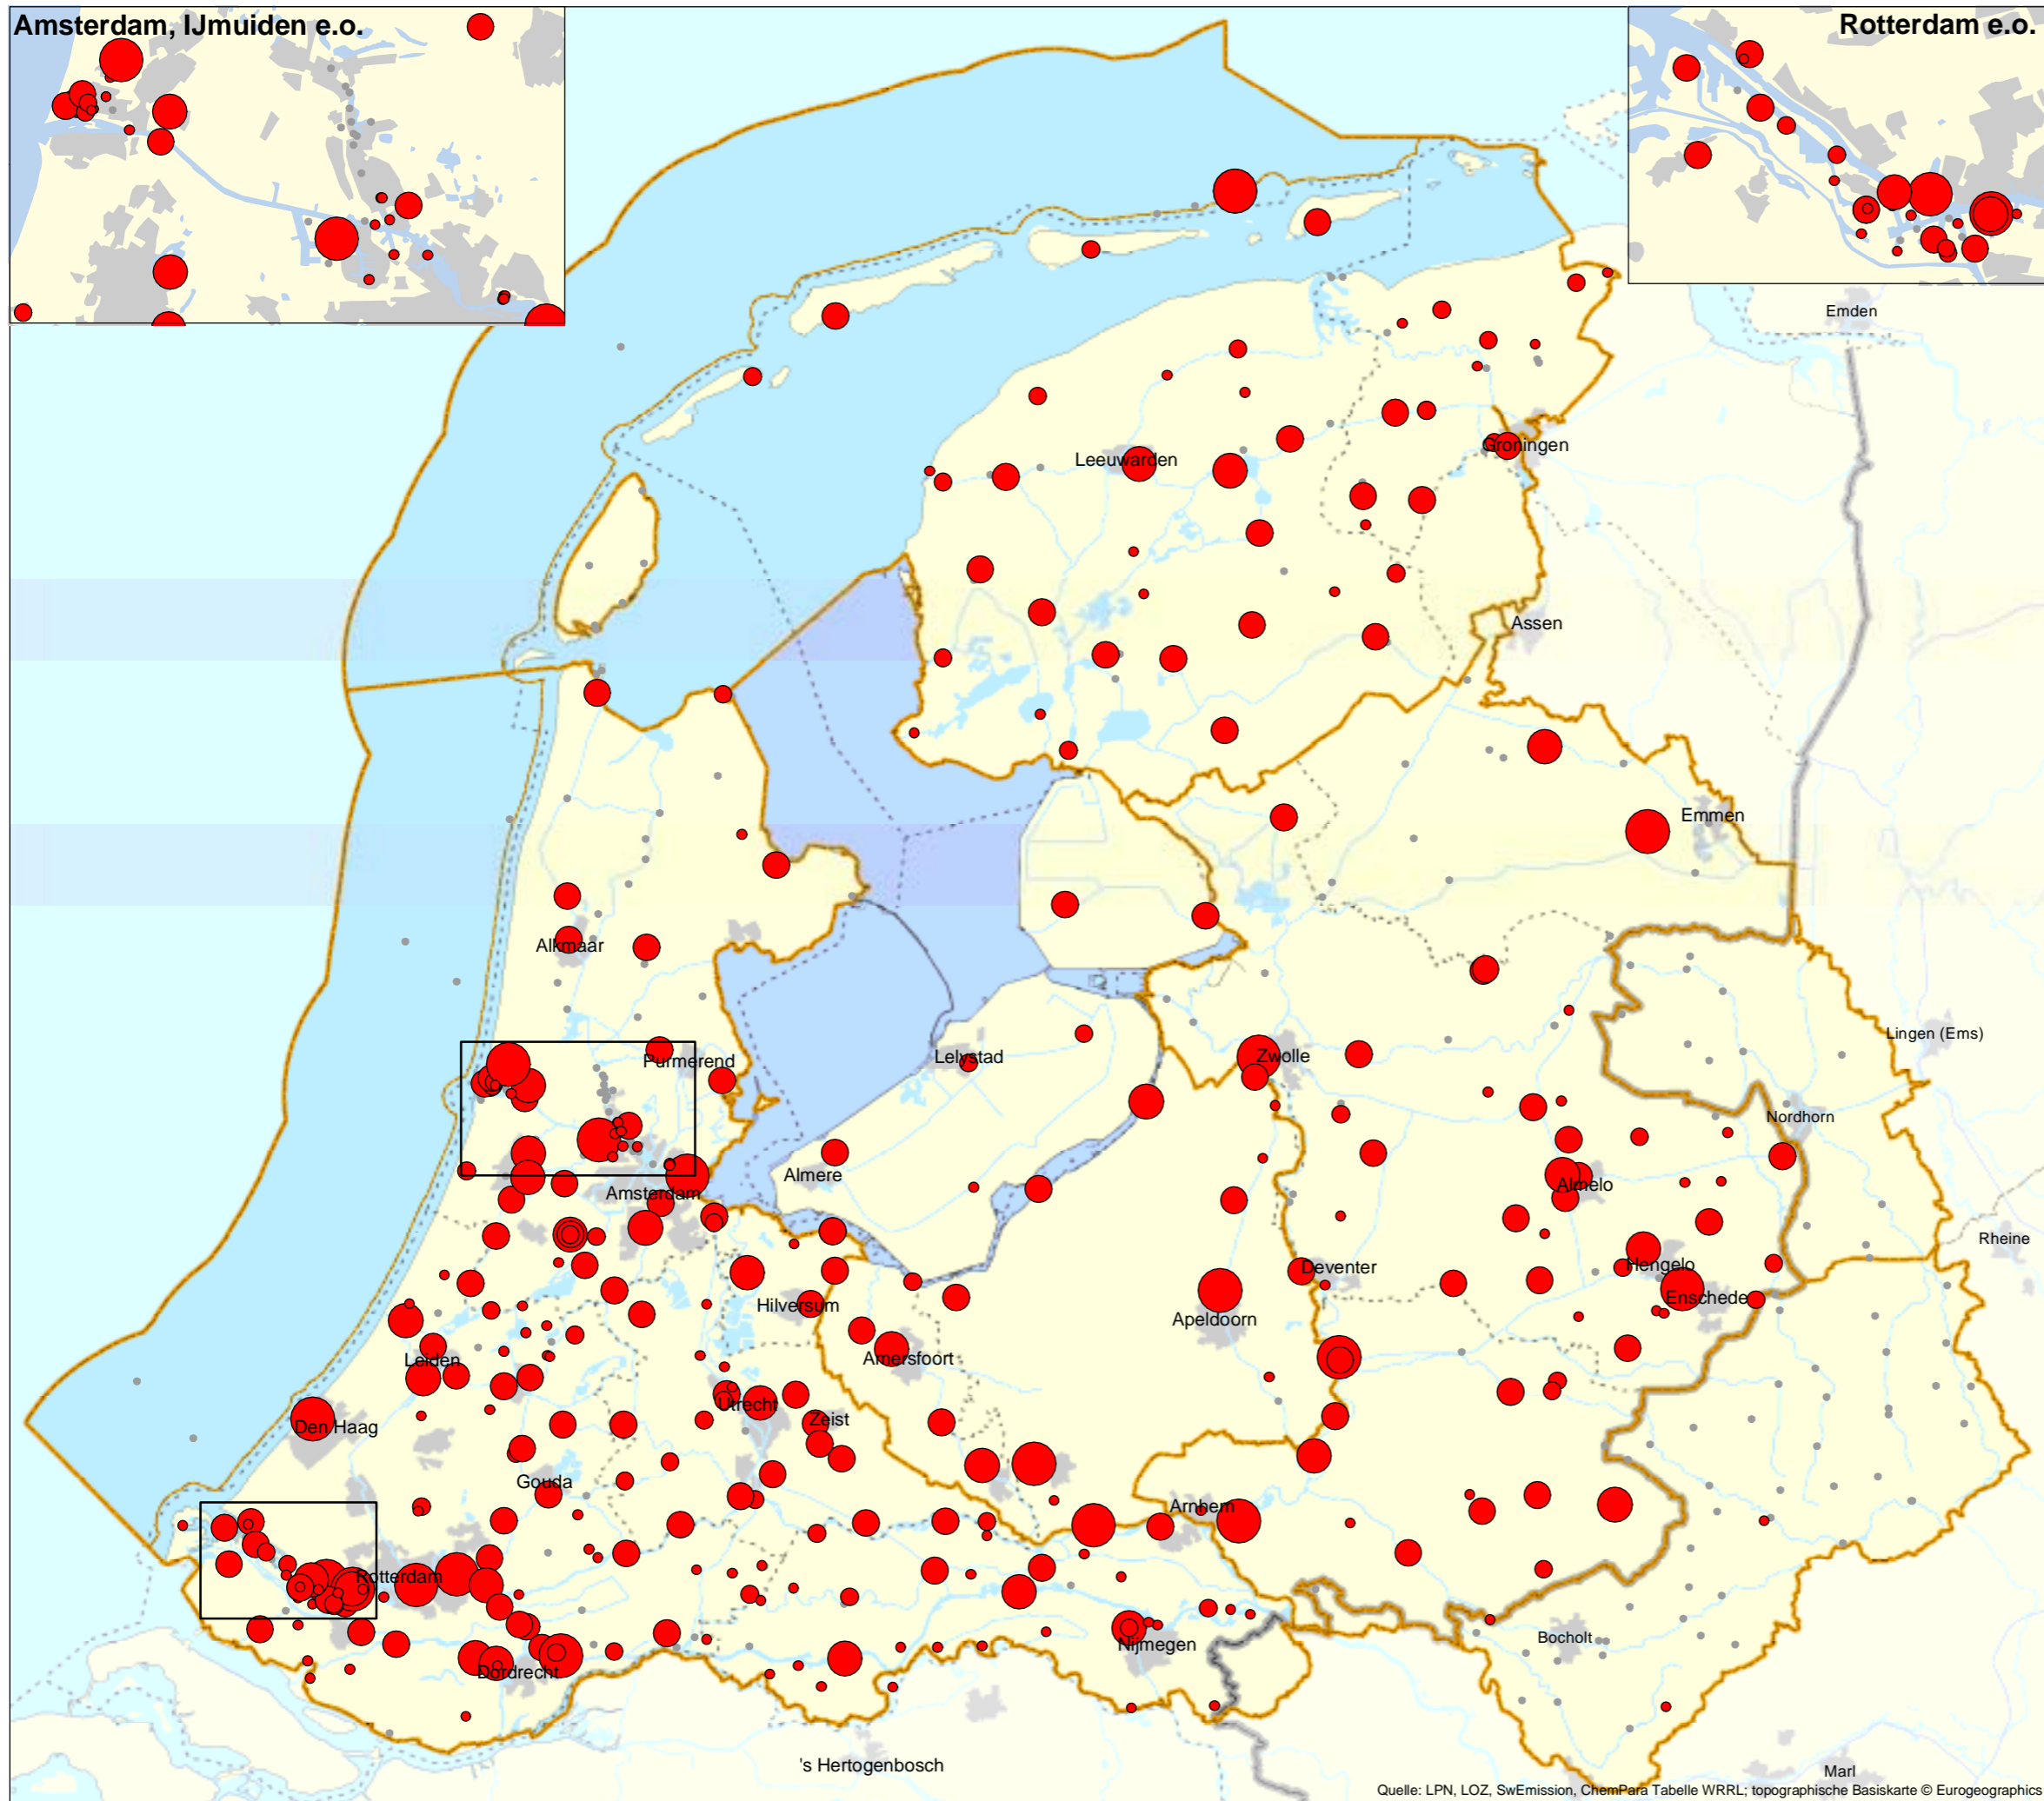 Amsterdam, IJmuiden e.o.
Rotterdam e.o.
Emden
Groningen
Leeuwarden
Assen
Emmen
Alkmaar
Lingen (Ems)
Purmerend
Lelystad
Zwolle
Nordhorn
Almere
Almelo
Amsterdam
Rheine
Deventer
Hengelo
Hilversum
Enschede
Apeldoorn
Leiden
Amersfoort
Utrecht
Zeist
Den Haag
Gouda
Arnhem
Rotterdam
Bocholt
Nijmegen
Dordrecht
's Hertogenbosch
Marl
Quelle: LPN, LOZ, SwEmission, ChemPara Tabelle WRRL; topographische Basiskarte © Eurogeographics